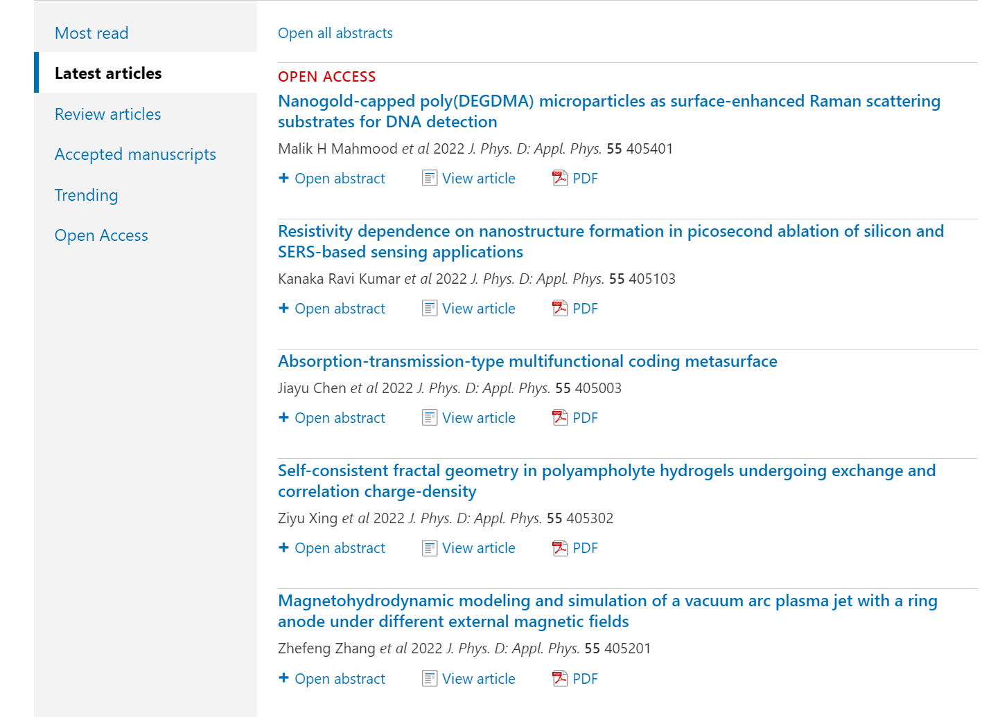 Most read
Latest articles
Review articles
Accepted manuscripts
Trending
Open Access
Open all abstracts
OPEN ACCESS
Nanogold-capped poly(DEGDMA) microparticles as surface-enhanced Raman scattering
substrates for DNA detection
Malik H Mahmood et al 2022 J. Phys. D: Appl. Phys. 55 405401
+ Open abstract View article PDF
Resistivity dependence on nanostructure formation in picosecond ablation of silicon and
SERS-based sensing applications
Kanaka Ravi Kumar et al 2022 J. Phys. D: Appl. Phys. 55 405103
+ Open abstract View article PDF
Absorption-transmission-type multifunctional coding metasurface
Jiayu Chen et al 2022 J. Phys. D: Appl. Phys. 55 405003
+ Open abstract View article PDF
Self-consistent fractal geometry in polyampholyte hydrogels undergoing exchange and
correlation charge-density
Ziyu Xing et al 2022 J. Phys. D: Appl. Phys. 55 405302
+ Open abstract View article PDF
Magnetohydrodynamic modeling and simulation of a vacuum arc plasma jet with a ring
anode under different external magnetic fields
Zhefeng Zhang et al 2022 J. Phys. D: Appl. Phys. 55 405201
+ Open abstract View article PDF